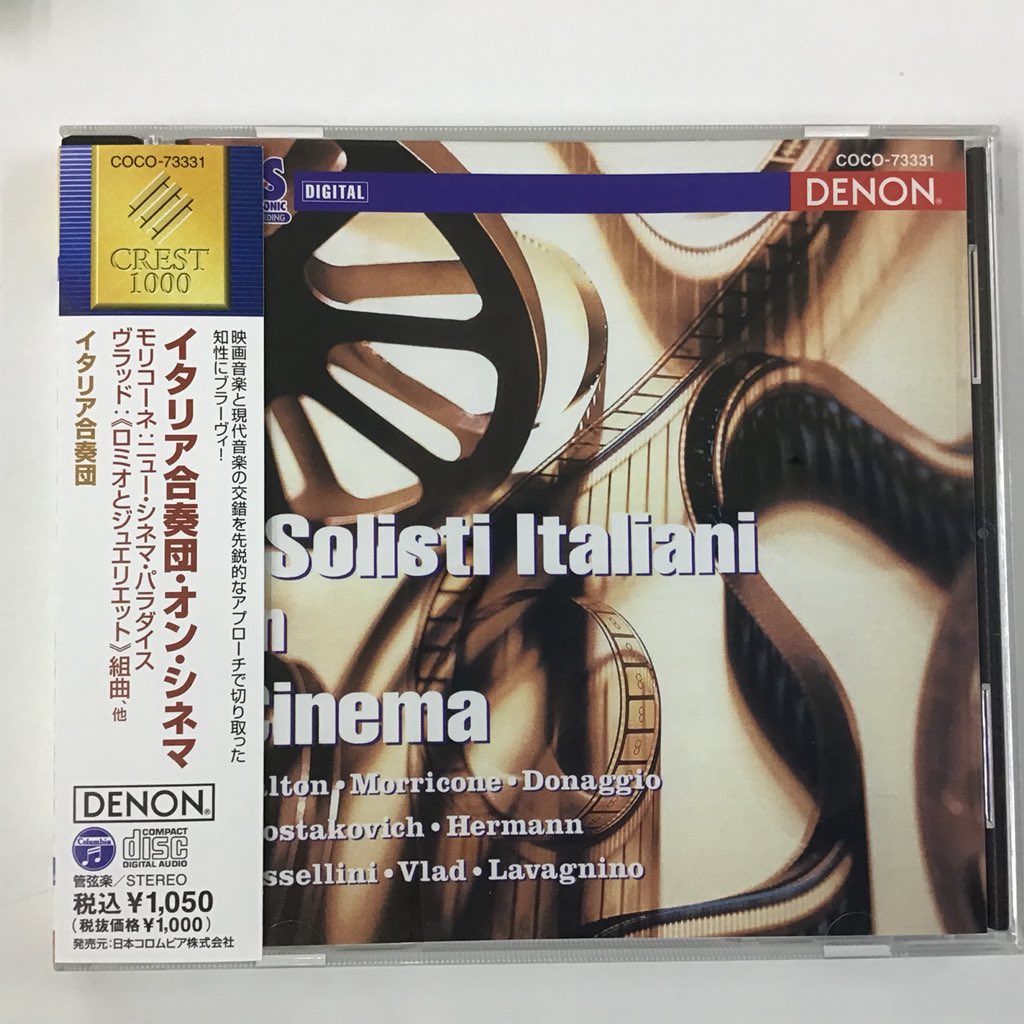 COCO-73331
CREST
1000
映画音楽と現代音楽の交錯を先鋭的なアプローチで切り取った
知性にブラーヴィ!
イタリア合奏団・オン・シネマ
モリコーネ:ニュー・シネマ・パラダイス
ヴラッド:《ロミオとジュエリエット》組曲、他
イタリア合奏団
DENON
Columbia
COMPACT
disc
DIGITAL AUDIO
管弦楽/STEREO
税込¥1,050
(税抜価格¥1,000)
発売元:日本コロムビア株式会社
COCO-73331
DIGITAL
DENON
Solisti Italiani
n
Cinema
lton・Morricone・Donaggio
ostakovich・Hermann
ssellini・Vlad・Lavagnino